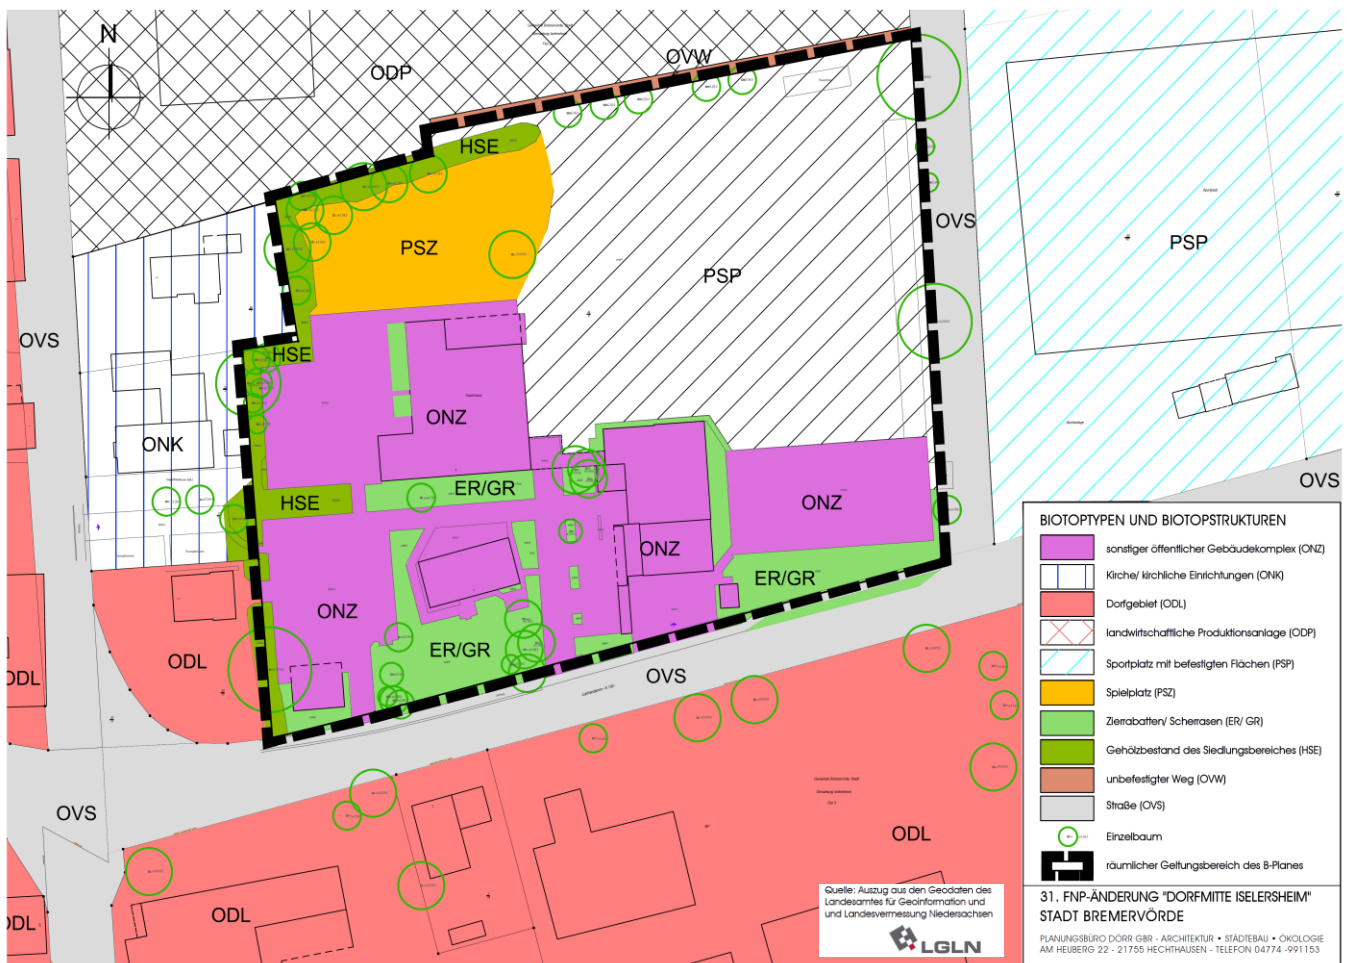 N
ODP
OVW
HSE
OVS
PSZ
PSP
PSP
OVS
HSE
ONK
ONZ
HSE
ER/GR
ONZ
OVS
ONZ
ER/GR
ONZ
ER/GR
ODL
ODL
OVS
OVS
ODL
ODL
ODL
BIOTOPTYPEN UND BIOTOPSTRUKTUREN
sonstiger öffentlicher Gebäudekomplex (ONZ)
Kirche/ kirchliche Einrichtungen (ONK)
Dorfgebiet (ODL)
landwirtschaftliche Produktionsanlage (ODP)
Sportplatz mit befestigten Flächen (PSP)
Spielplatz (PSZ)
Zierrabatten/ Scherrasen (ER/ GR)
Gehölzbestand des Siedlungsbereiches (HSE)
unbefestigter Weg (OVW)
Straße (OVS)
Einzelbaum
räumlicher Geltungsbereich des B-Planes
31. FNP-ÄNDERUNG "DORFMITTE ISELERSHEIM"
STADT BREMERVÖRDE
PLANUNGSBÜRO DÖRR GBR - ARCHITEKTUR • STÄDTEBAU • ÖKOLOGIE
AM HEUBERG 22 - 21755 HECHTHAUSEN - TELEFON 04774 -991153
Quelle: Auszug aus den Geodaten des
Landesamtes für Geoinformation und
und Landesvermessung Niedersachsen
LGLN